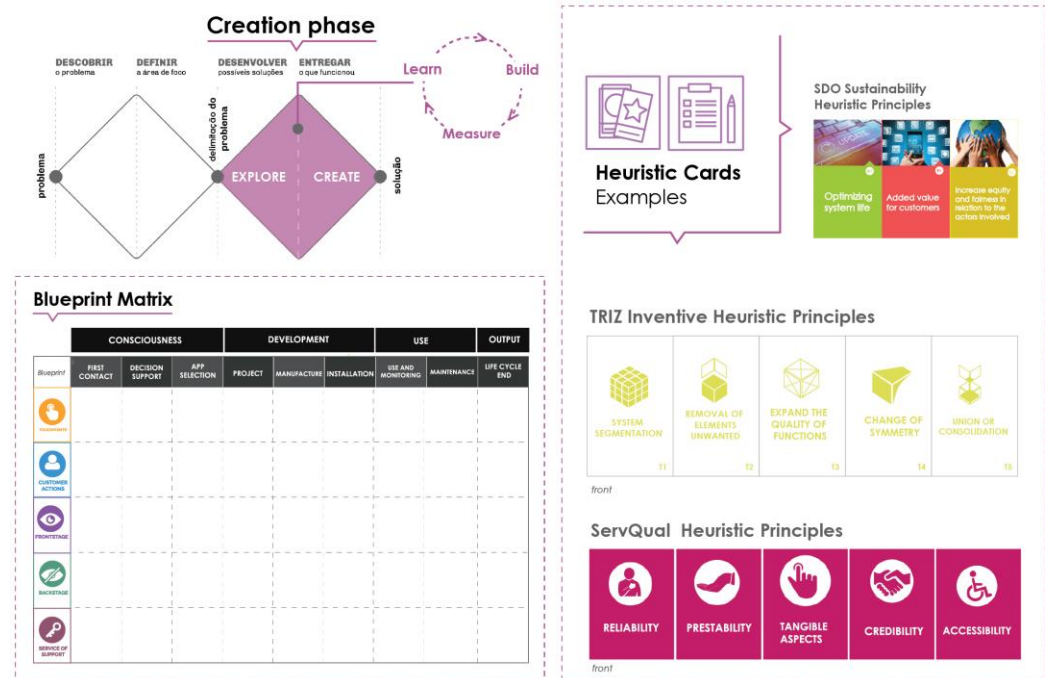 Creation phase
DESCOBRIR
o problema
DEFINIR
a área de foco
DESENVOLVER
possíveis soluções
ENTREGAR
o que funcionou
Learn
Build
Measure
problema
delimitação do
problema
EXPLORE
CREATE
solução
Blueprint Matrix
CONSCIOUSNESS
DEVELOPMENT
USE
OUTPUT
Blueprint
FIRST
CONTACT
DECISION
SUPPORT
APP
SELECTION
PROJECT
MANUFACTURE
INSTALLATION
USE AND
MONITORING
MAINTENANCE
LIFE CYCLE
END
TOUCHPOINTS
CUSTOMER
ACTIONS
FRONTSTAGE
BACKSTAGE
SERVICE OF
SUPPORT
Heuristic Cards
Examples
SDO Sustainability
Heuristic Principles
UPDATE
Optimizing
system life
Added value
for customers
Increase equity
and fairness in
relation to the
actors involved
TRIZ Inventive Heuristic Principles
SYSTEM
SEGMENTATION
T1
REMOVAL OF
ELEMENTS
UNWANTED
T2
EXPAND THE
QUALITY OF
FUNCTIONS
T3
CHANGE OF
SYMMETRY
T4
UNION OR
CONSOLIDATION
T5
front
ServQual Heuristic Principles
RELIABILITY
PRESTABILITY
TANGIBLE
ASPECTS
CREDIBILITY
ACCESSIBILITY
front